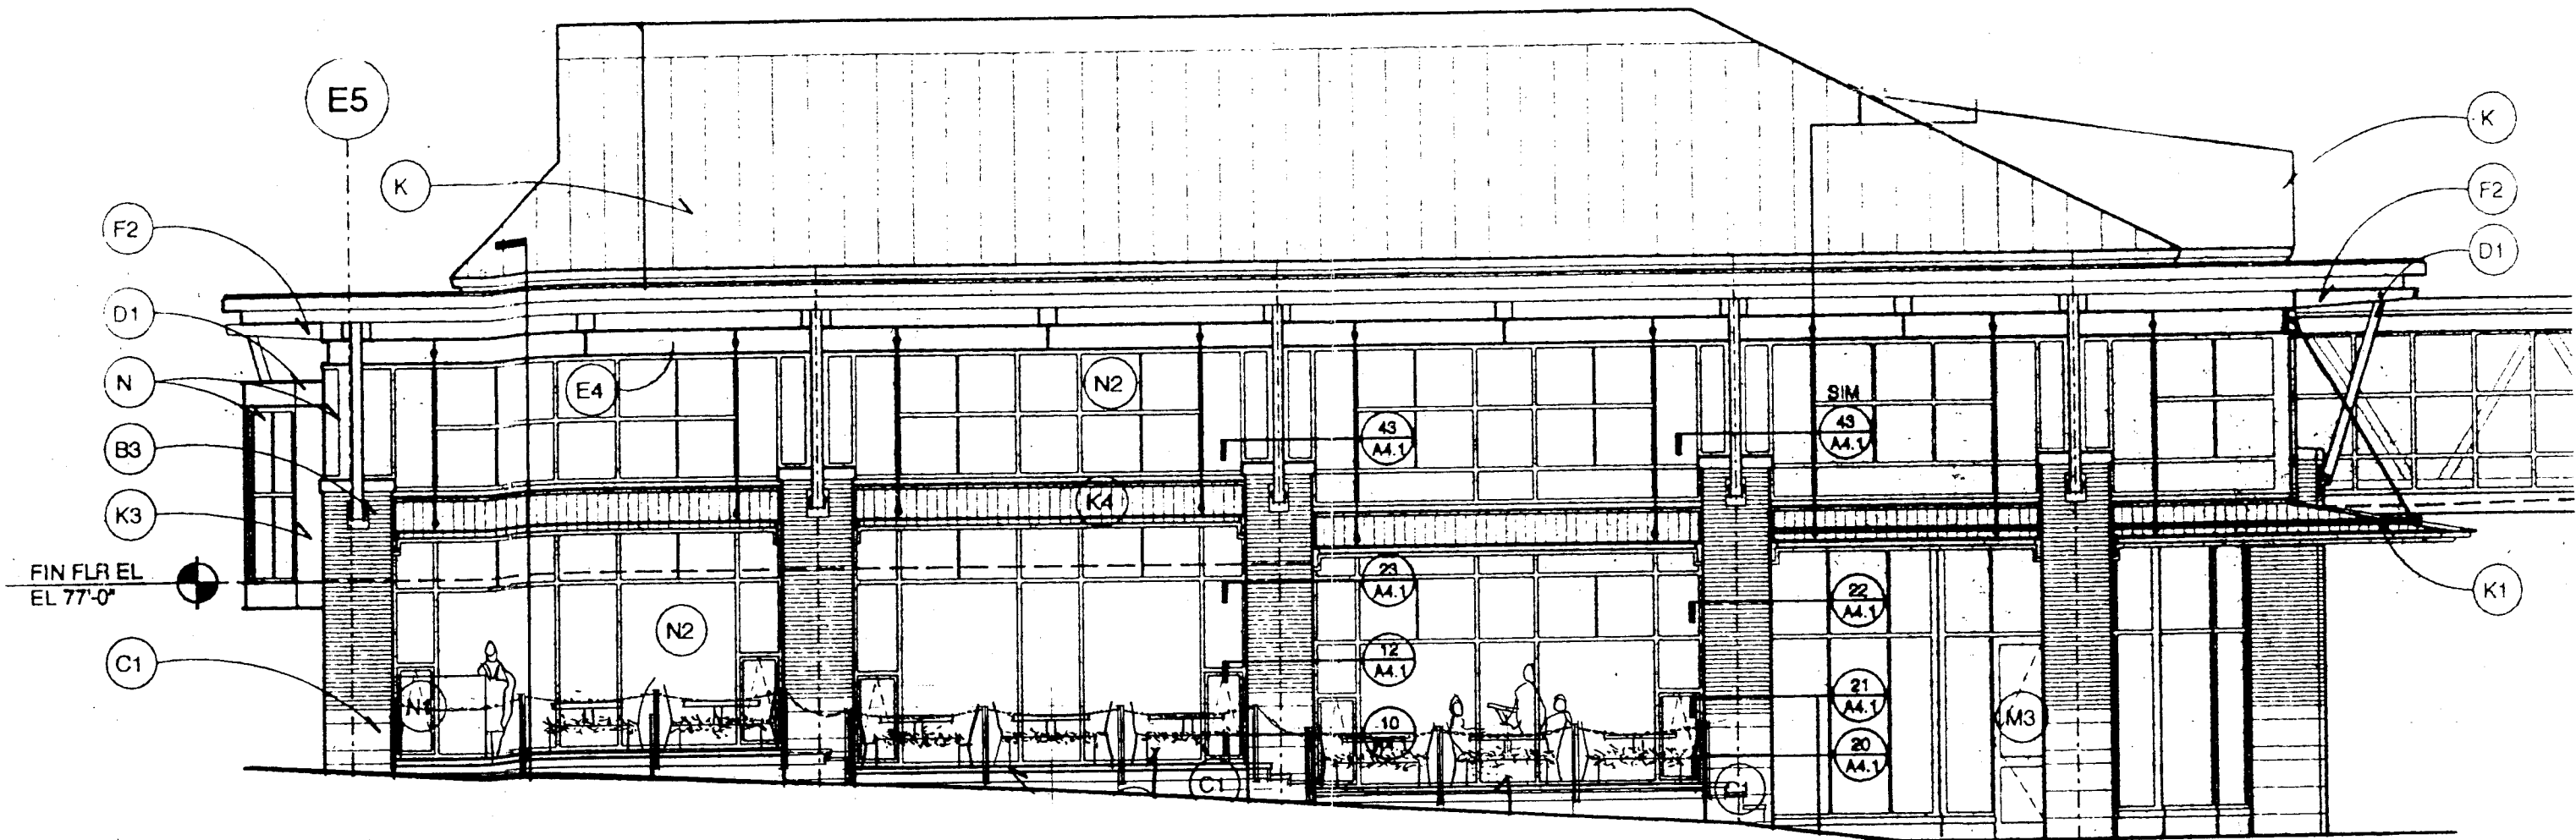 E5
K
K
F2
F2
D1
D1
N
E4
N2
SIM
43
A4.1
43
A4.1
B3
K4
K3
FIN FLR EL
EL 77'-0"
23
A4.1
22
A4.1
K1
N2
C1
12
A4.1
21
A4.1
N1
M3
10
20
A4.1
C1
C1